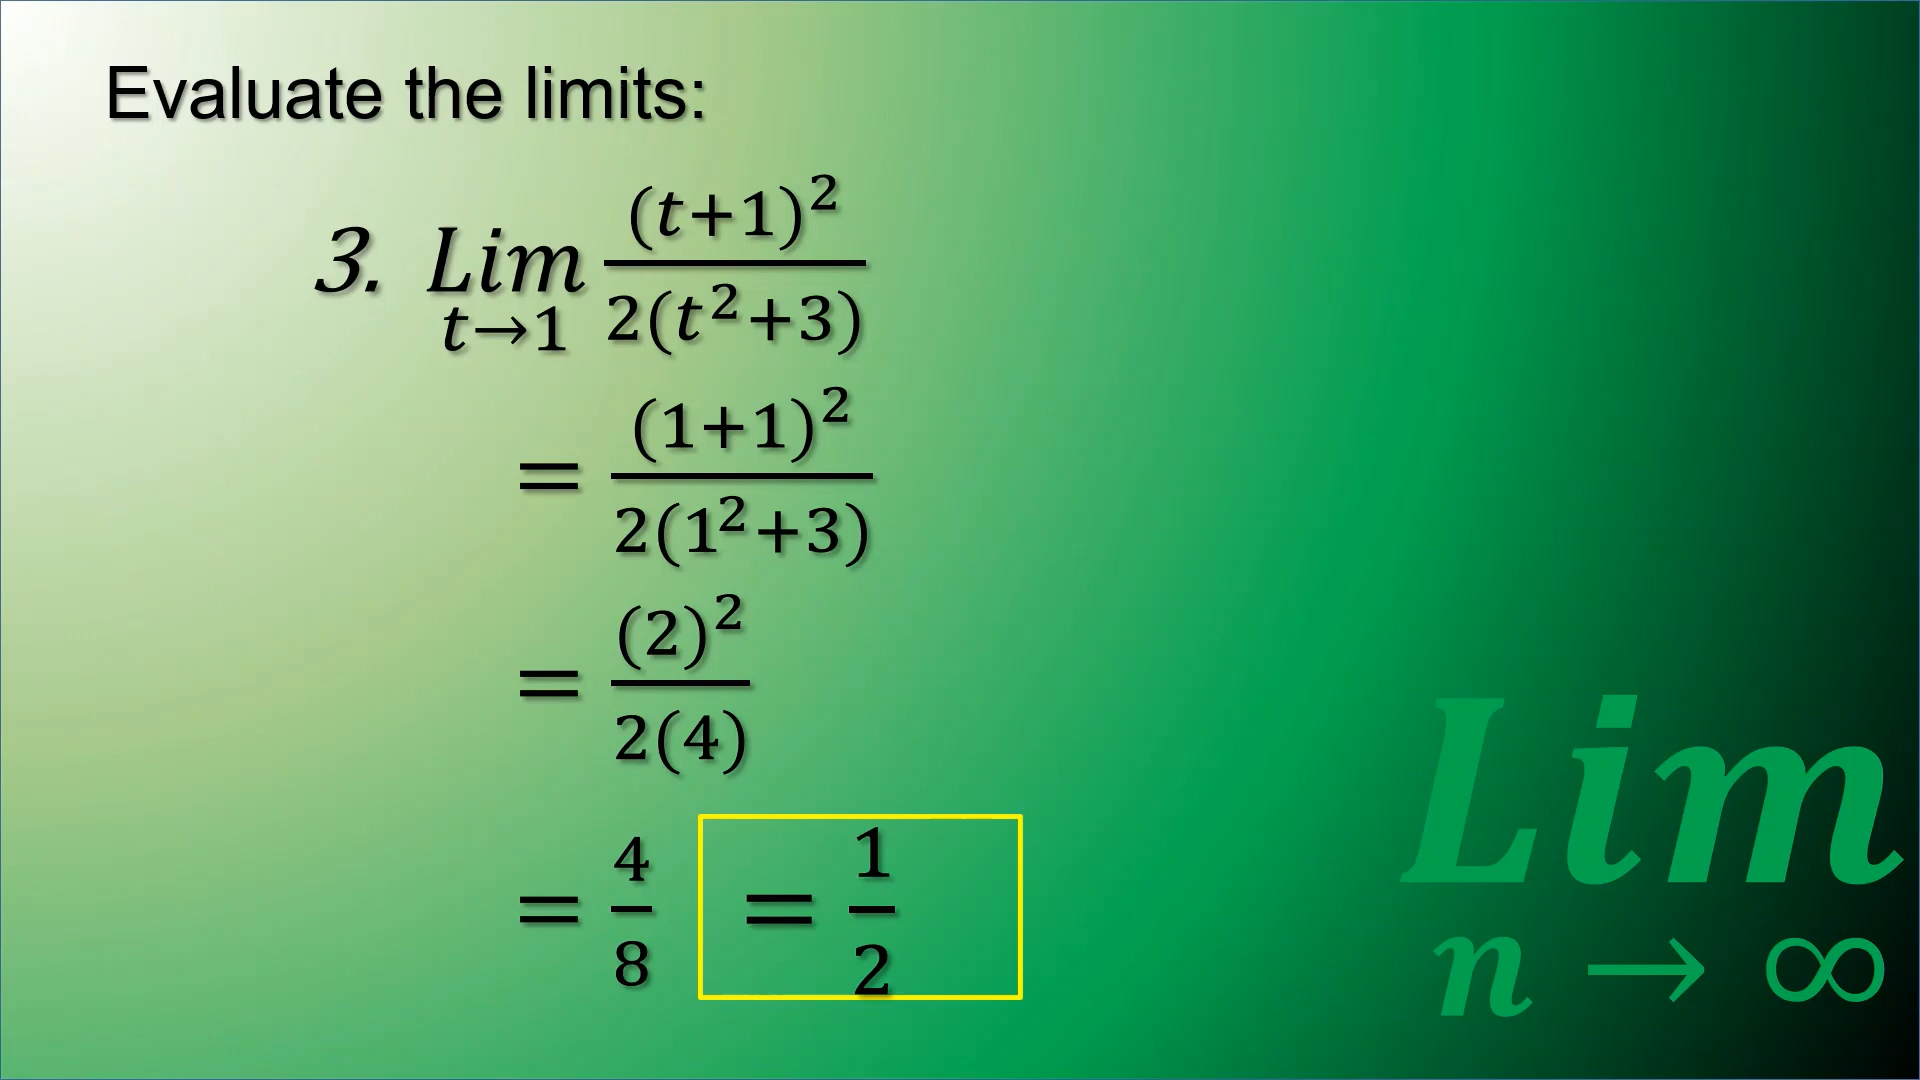 Evaluate the limits:
3. Lim t→1 (t+1)²/2(t²+3)
= (1+1)²/2(1²+3)
= (2)²/2(4)
= 4/8 = 1/2
Lim
n → ∞